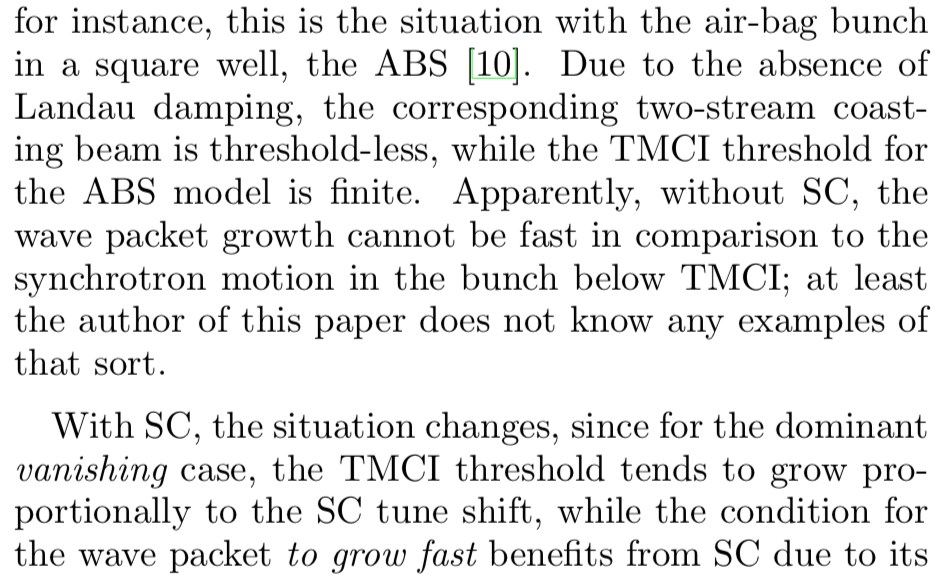 for instance, this is the situation with the air-bag bunch
in a square well, the ABS [10]. Due to the absence of
Landau damping, the corresponding two-stream coast-
ing beam is threshold-less, while the TMCI threshold for
the ABS model is finite. Apparently, without SC, the
wave packet growth cannot be fast in comparison to the
synchrotron motion in the bunch below TMCI; at least
the author of this paper does not know any examples of
that sort.
With SC, the situation changes, since for the dominant
vanishing case, the TMCI threshold tends to grow pro-
portionally to the SC tune shift, while the condition for
the wave packet to grow fast benefits from SC due to its